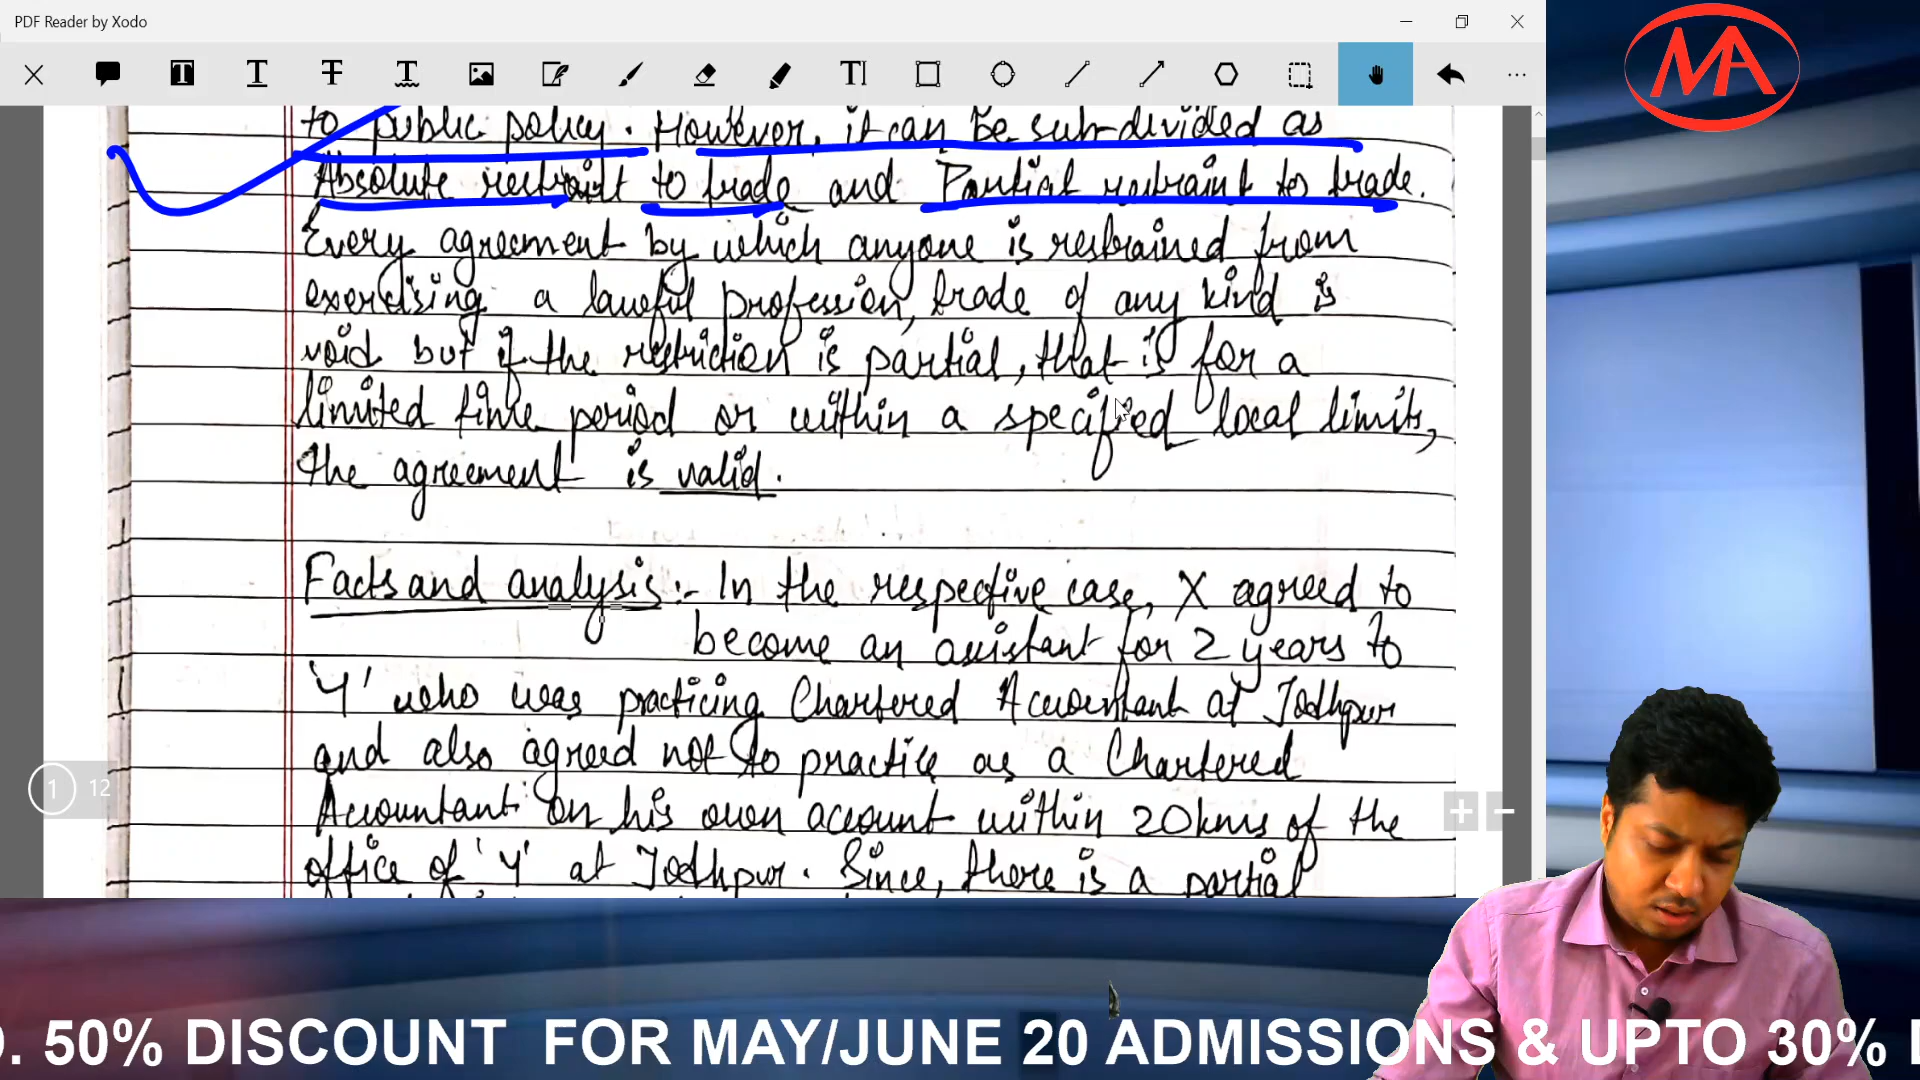 PDF Reader by Xodo
MA
to public policy. However, it can be sub-divided as
Absolute restraint to trade and Partial restraint to trade.
Every agreement by which anyone is restrained from
exercising a lawful profession, trade of any kind is
void but if the restriction is partial, that is for a
limited time period or within a specified local limits,
the agreement is valid.
Facts and analysis:- In the respective case, X agreed to
become an assistant for 2 years to
'Y' who was practicing Chartered Accountant at Jodhpur
and also agreed not to practice as a Chartered
Accountant on his own account within 20kms of the
office of 'Y' at Jodhpur. Since, there is a partial
1 12
D. 50% DISCOUNT FOR MAY/JUNE 20 ADMISSIONS & UPTO 30% D